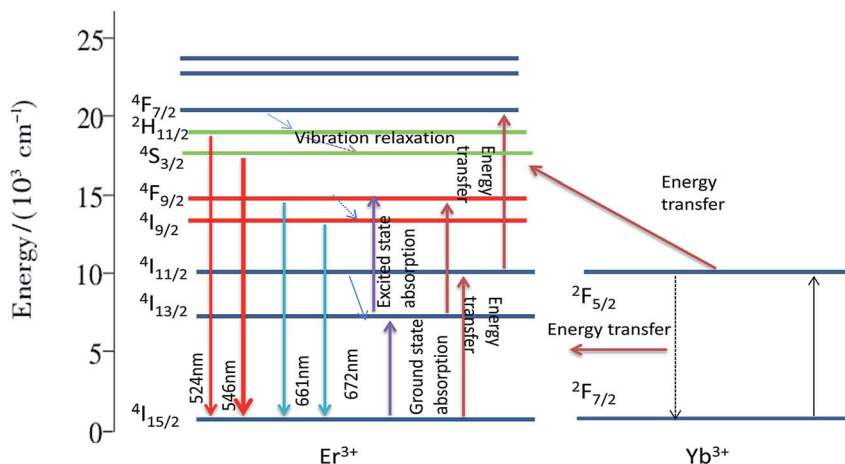 Energy/(10³ cm⁻¹)
25
20
15
10
5
0
⁴F₇/₂
²H₁₁/₂
⁴S₃/₂
⁴F₉/₂
⁴I₉/₂
⁴I₁₁/₂
⁴I₁₃/₂
⁴I₁₅/₂
Vibration relaxation
524nm
546nm
661nm
672nm
Excited state
absorption
Ground state
absorption
Energy
transfer
Energy
transfer
Energy
transfer
Energy transfer
²F₅/₂
²F₇/₂
Er³⁺
Yb³⁺